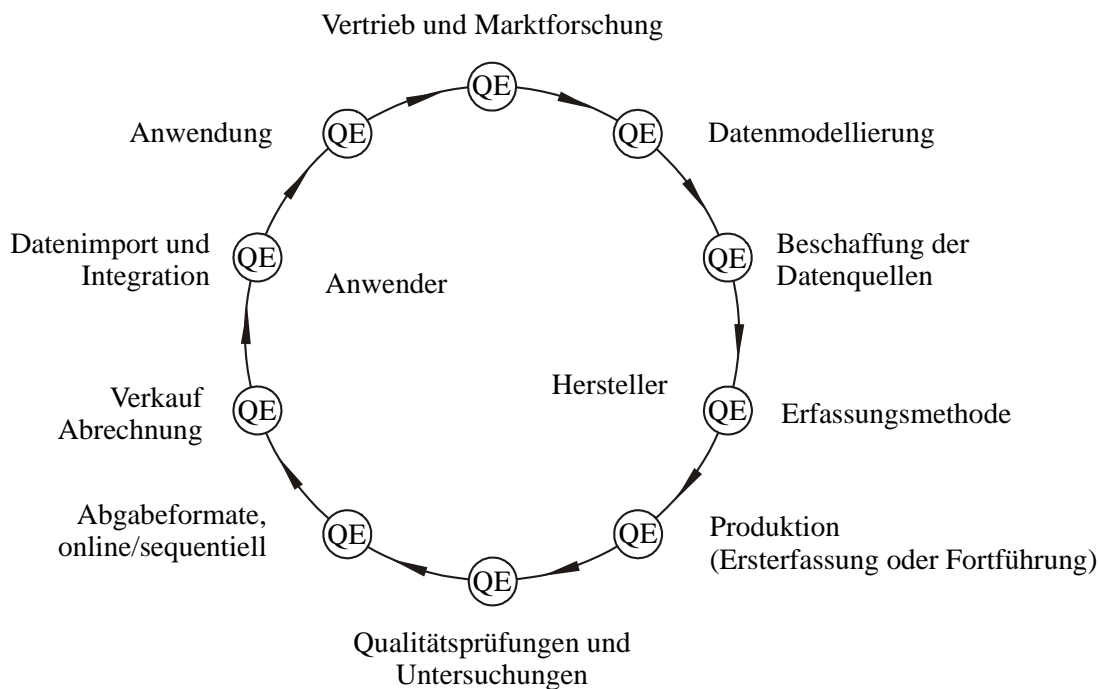 Vertrieb und Marktforschung
QE
QE
Datenmodellierung
QE
Beschaffung der
Datenquellen
QE
Erfassungsmethode
QE
Produktion
(Ersterfassung oder Fortführung)
QE
Qualitätsprüfungen und
Untersuchungen
QE
Abgabeformate,
online/sequentiell
QE
Verkauf
Abrechnung
QE
Datenimport und
Integration
QE
Anwendung
Anwender
Hersteller